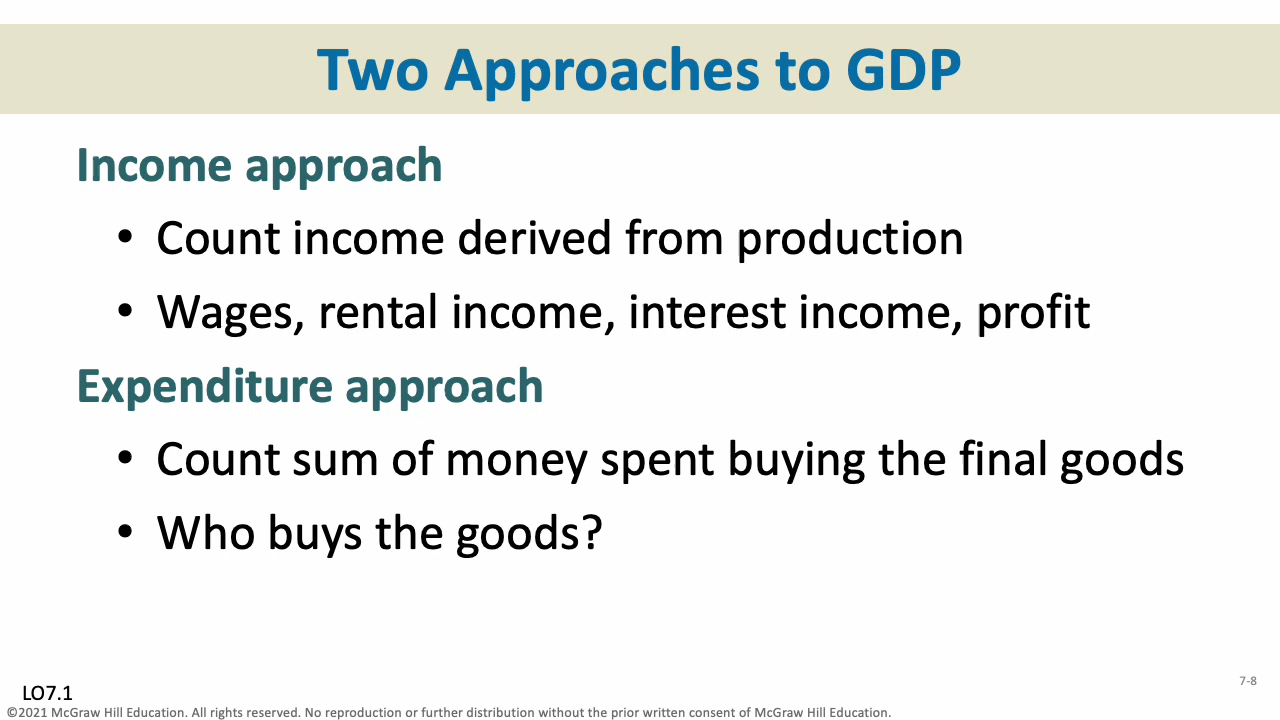 Two Approaches to GDP
Income approach
• Count income derived from production
• Wages, rental income, interest income, profit
Expenditure approach
• Count sum of money spent buying the final goods
• Who buys the goods?
LO7.1
7-8
©2021 McGraw Hill Education. All rights reserved. No reproduction or further distribution without the prior written consent of McGraw Hill Education.